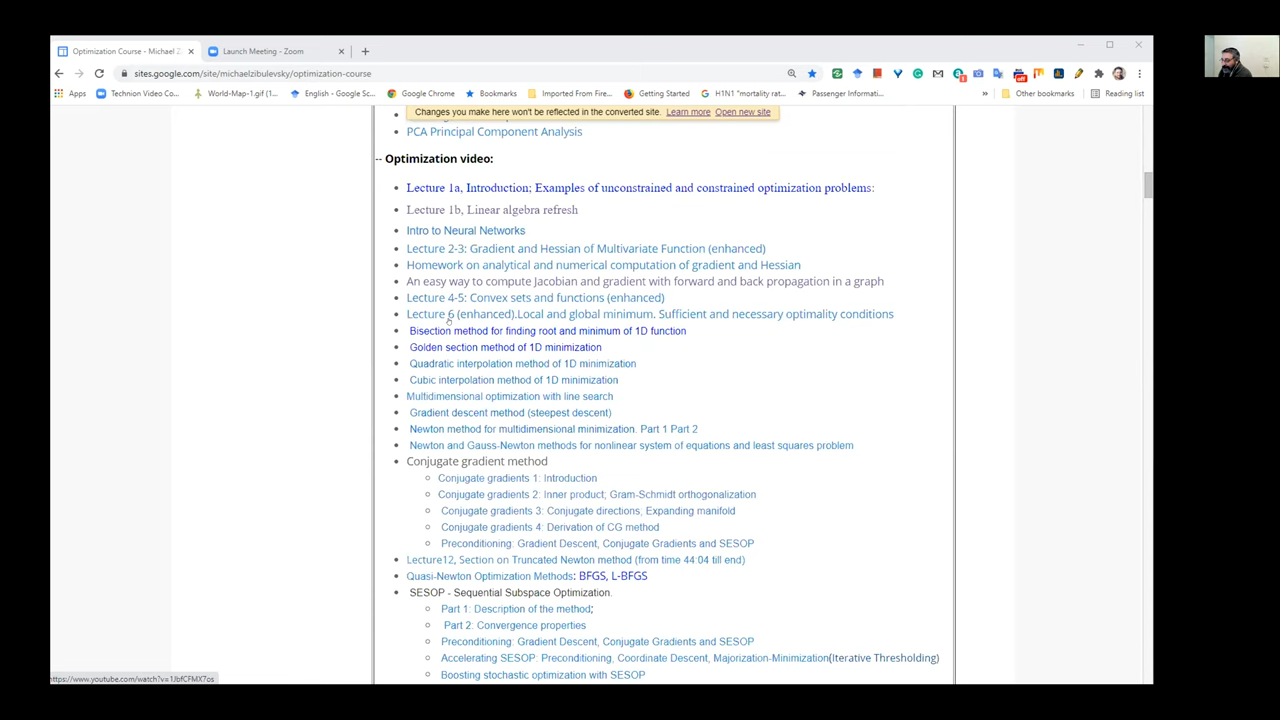 Optimization Course - Michael Z
Launch Meeting - Zoom
sites.google.com/site/michaelzibulevsky/optimization-course
Apps
Technion Video Co...
World-Map-1.gif (1...
English - Google Sc...
Google Chrome
Bookmarks
Imported From Fire...
Getting Started
H1N1 "mortality rat...
Passenger Informati...
Other bookmarks
Reading list
Changes you make here won't be reflected in the converted site. Learn more Open new site
PCA Principal Component Analysis
-- Optimization video:
Lecture 1a, Introduction; Examples of unconstrained and constrained optimization problems:
Lecture 1b, Linear algebra refresh
Intro to Neural Networks
Lecture 2-3: Gradient and Hessian of Multivariate Function (enhanced)
Homework on analytical and numerical computation of gradient and Hessian
An easy way to compute Jacobian and gradient with forward and back propagation in a graph
Lecture 4-5: Convex sets and functions (enhanced)
Lecture 6 (enhanced).Local and global minimum. Sufficient and necessary optimality conditions
Bisection method for finding root and minimum of 1D function
Golden section method of 1D minimization
Quadratic interpolation method of 1D minimization
Cubic interpolation method of 1D minimization
Multidimensional optimization with line search
Gradient descent method (steepest descent)
Newton method for multidimensional minimization. Part 1 Part 2
Newton and Gauss-Newton methods for nonlinear system of equations and least squares problem
Conjugate gradient method
Conjugate gradients 1: Introduction
Conjugate gradients 2: Inner product; Gram-Schmidt orthogonalization
Conjugate gradients 3: Conjugate directions; Expanding manifold
Conjugate gradients 4: Derivation of CG method
Preconditioning: Gradient Descent, Conjugate Gradients and SESOP
Lecture12, Section on Truncated Newton method (from time 44:04 till end)
Quasi-Newton Optimization Methods: BFGS, L-BFGS
SESOP - Sequential Subspace Optimization.
Part 1: Description of the method;
Part 2: Convergence properties
Preconditioning: Gradient Descent, Conjugate Gradients and SESOP
Accelerating SESOP: Preconditioning, Coordinate Descent, Majorization-Minimization(Iterative Thresholding)
Boosting stochastic optimization with SESOP
https://www.youtube.com/watch?v=1JbfCFMX7os